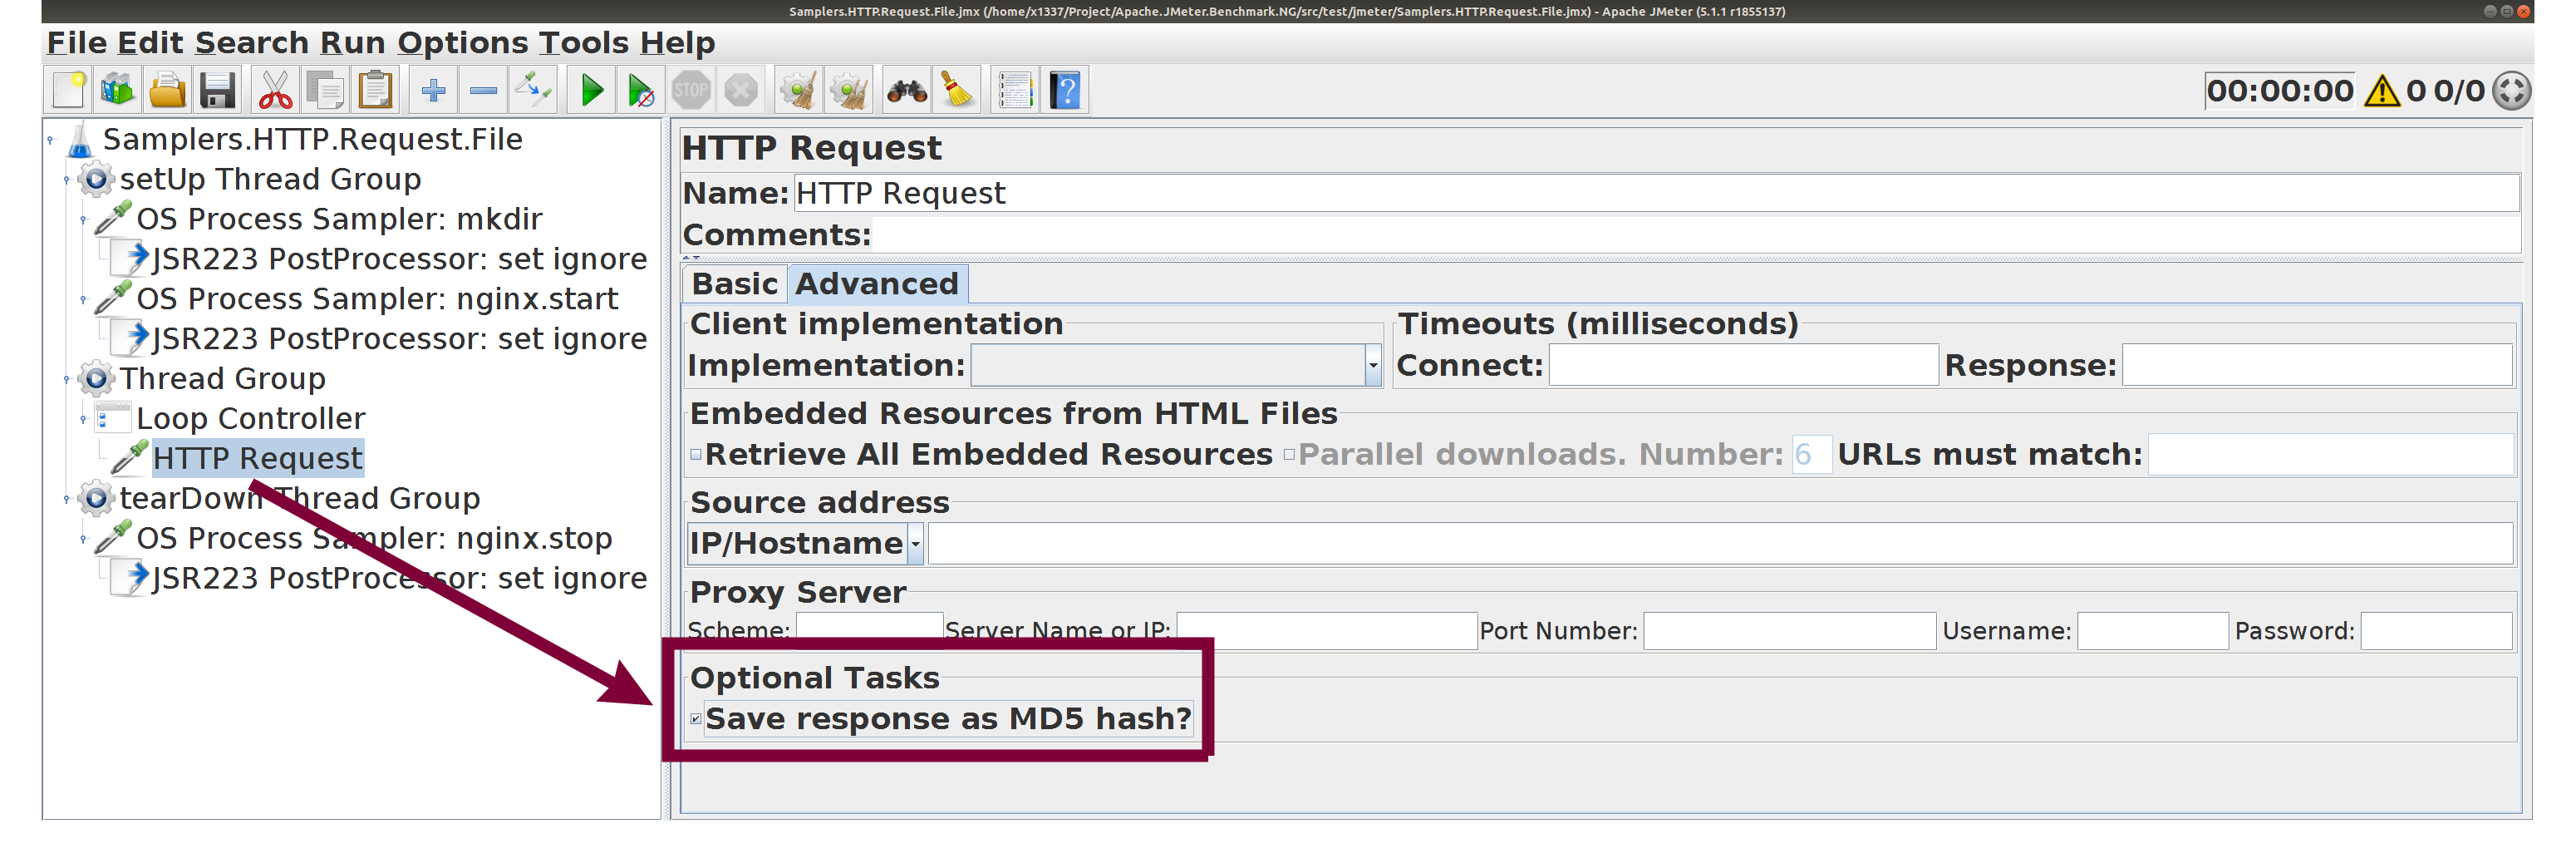 Samplers.HTTP.Request.File.jmx (/home/x1337/Project/Apache.JMeter.Benchmark.NG/src/test/jmeter/Samplers.HTTP.Request.File.jmx) - Apache JMeter (5.1.1 r1855137)
File Edit Search Run Options Tools Help
STOP
00:00:00 0 0/0
Samplers.HTTP.Request.File
setUp Thread Group
OS Process Sampler: mkdir
JSR223 PostProcessor: set ignore
OS Process Sampler: nginx.start
JSR223 PostProcessor: set ignore
Thread Group
Loop Controller
HTTP Request
tearDown Thread Group
OS Process Sampler: nginx.stop
JSR223 PostProcessor: set ignore
HTTP Request
Name: HTTP Request
Comments:
Basic Advanced
Client implementation
Implementation:
Timeouts (milliseconds)
Connect: Response:
Embedded Resources from HTML Files
Retrieve All Embedded Resources Parallel downloads. Number: 6 URLs must match:
Source address
IP/Hostname
Proxy Server
Scheme: Server Name or IP: Port Number: Username: Password:
Optional Tasks
Save response as MD5 hash?